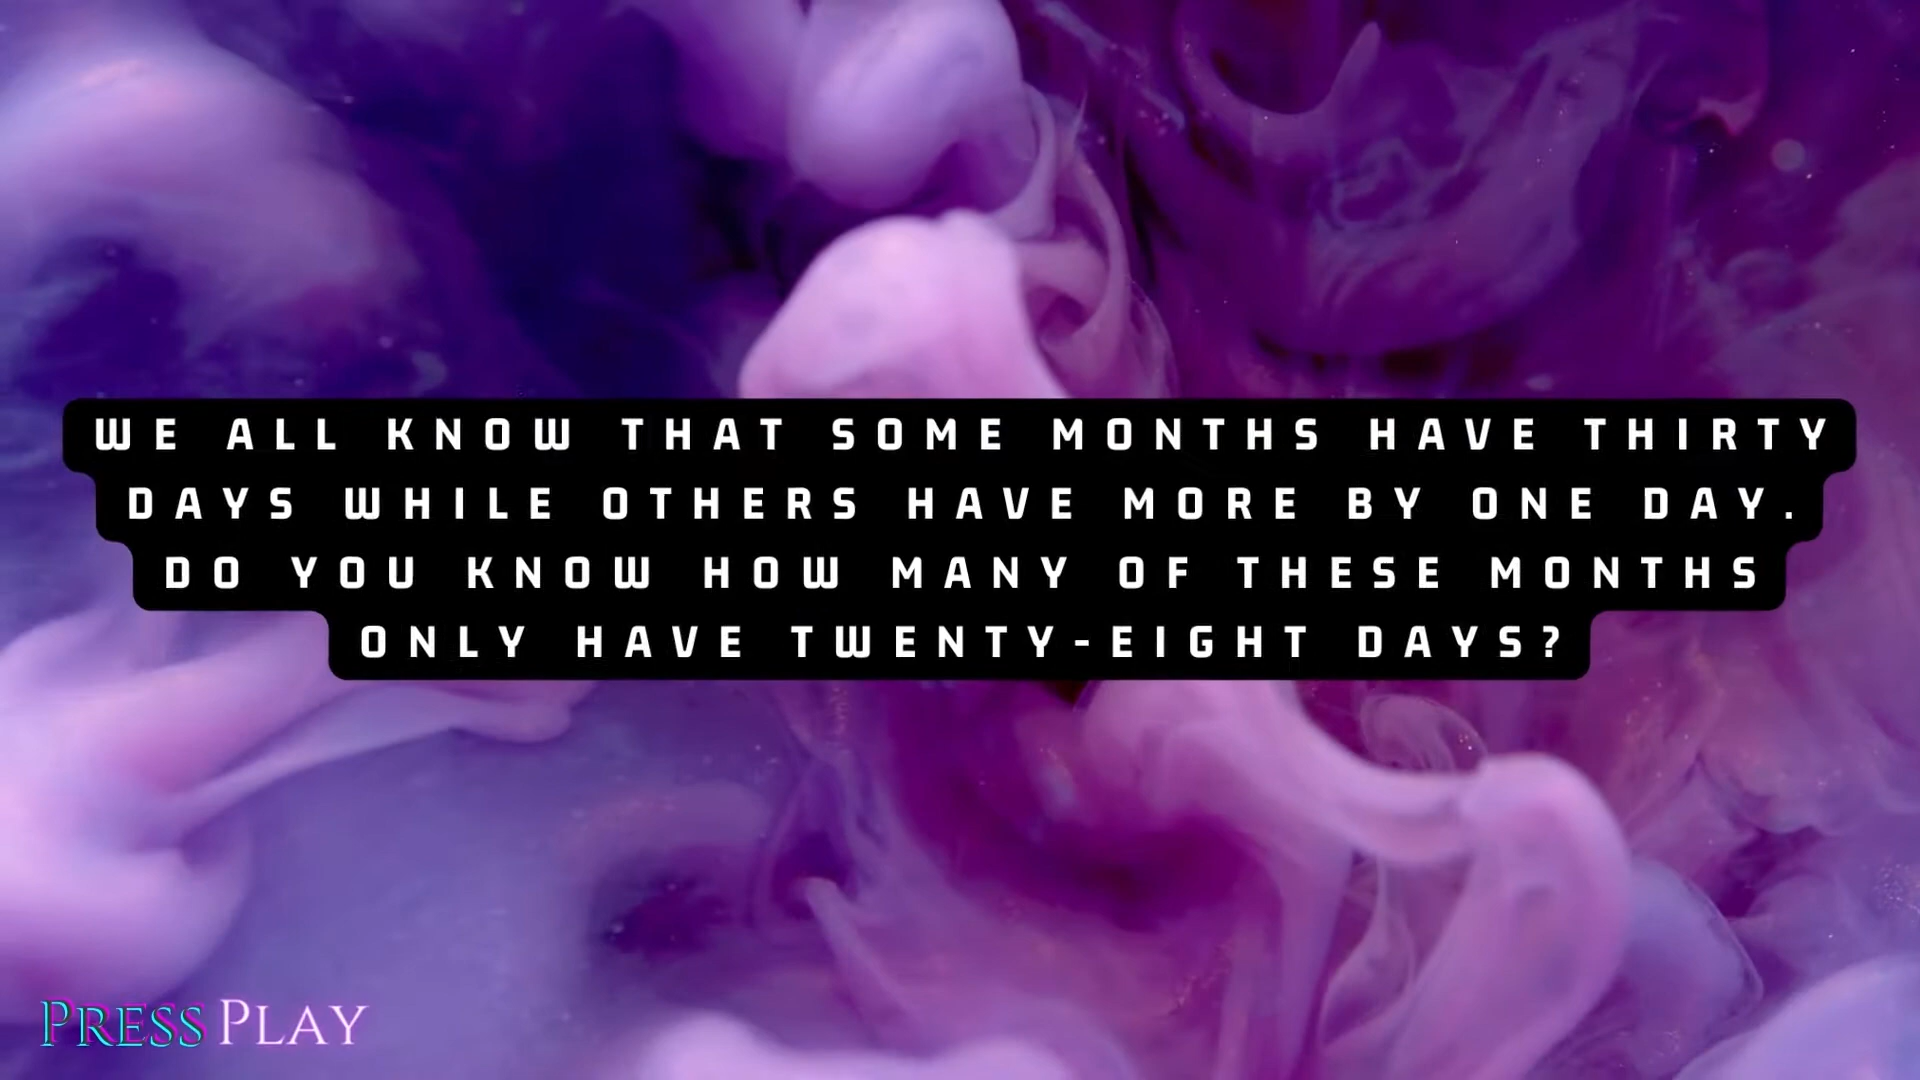 WE ALL KNOW THAT SOME MONTHS HAVE THIRTY
DAYS WHILE OTHERS HAVE MORE BY ONE DAY.
DO YOU KNOW HOW MANY OF THESE MONTHS
ONLY HAVE TWENTY-EIGHT DAYS?
PRESS PLAY